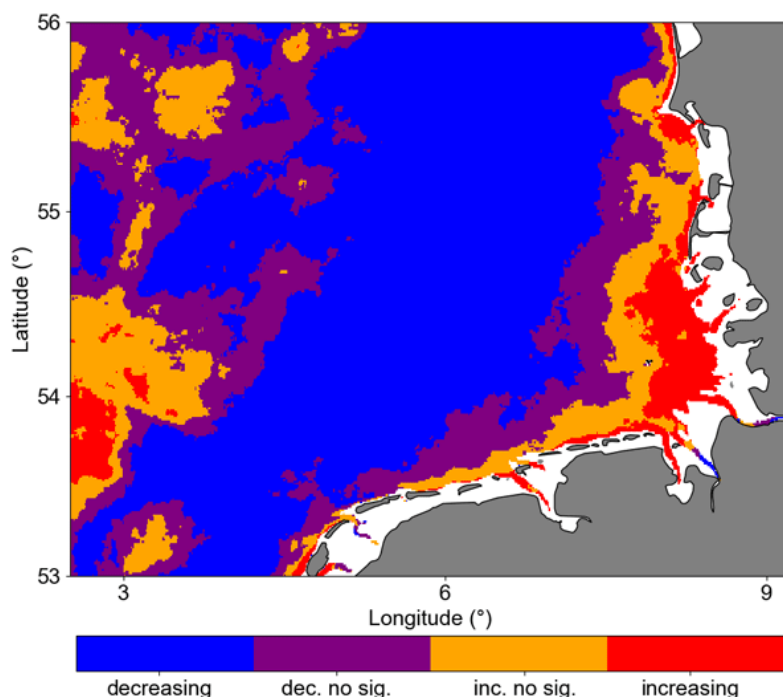 56
55
54
53
Latitude (°)
3 6 9
Longitude (°)
decreasing dec. no sig. inc. no sig. increasing